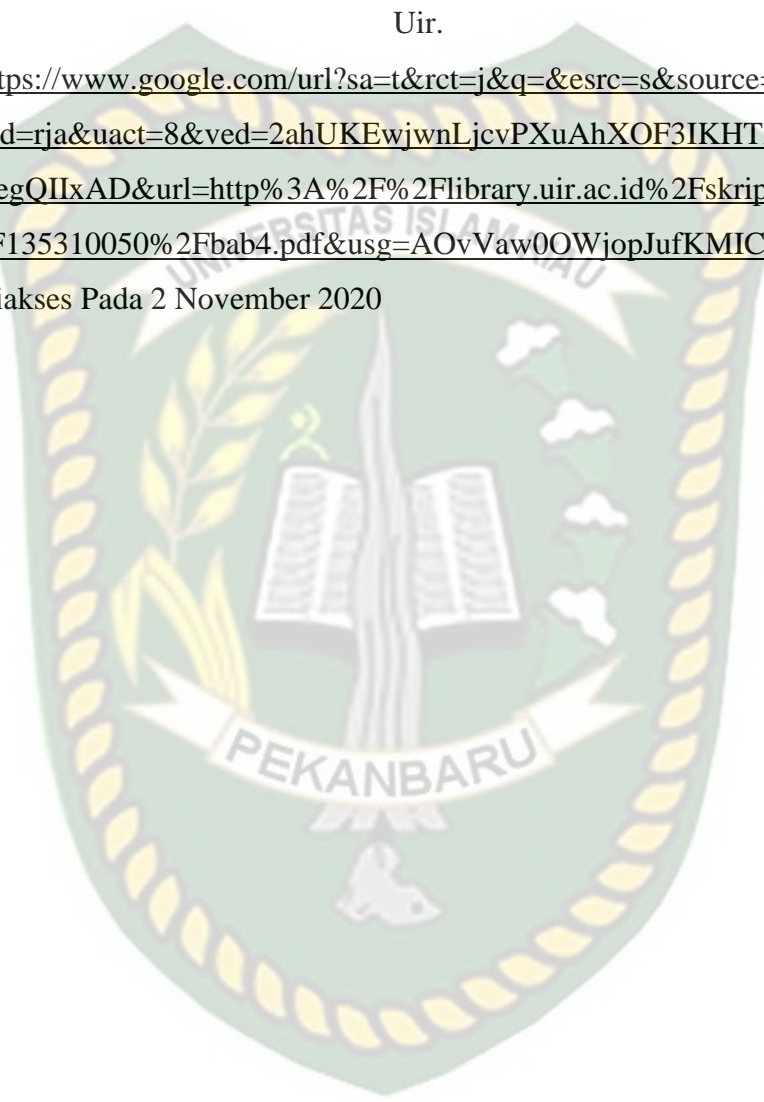 Uir.
tps://www.google.com/url?sa=t&rct=j&q=&esrc=s&source=
d=rja&uact=8&ved=2ahUKEwjwnLjcvPXuAhXOF3IKHT
egQIIxAD&url=http%3A%2F%2Flibrary.uir.ac.id%2Fskrip
F135310050%2Fbab4.pdf&usg=AOvVaw0OWjopJufKMIC
iakses Pada 2 November 2020
UNIVERSITAS ISLAM RIAU
PEKANBARU